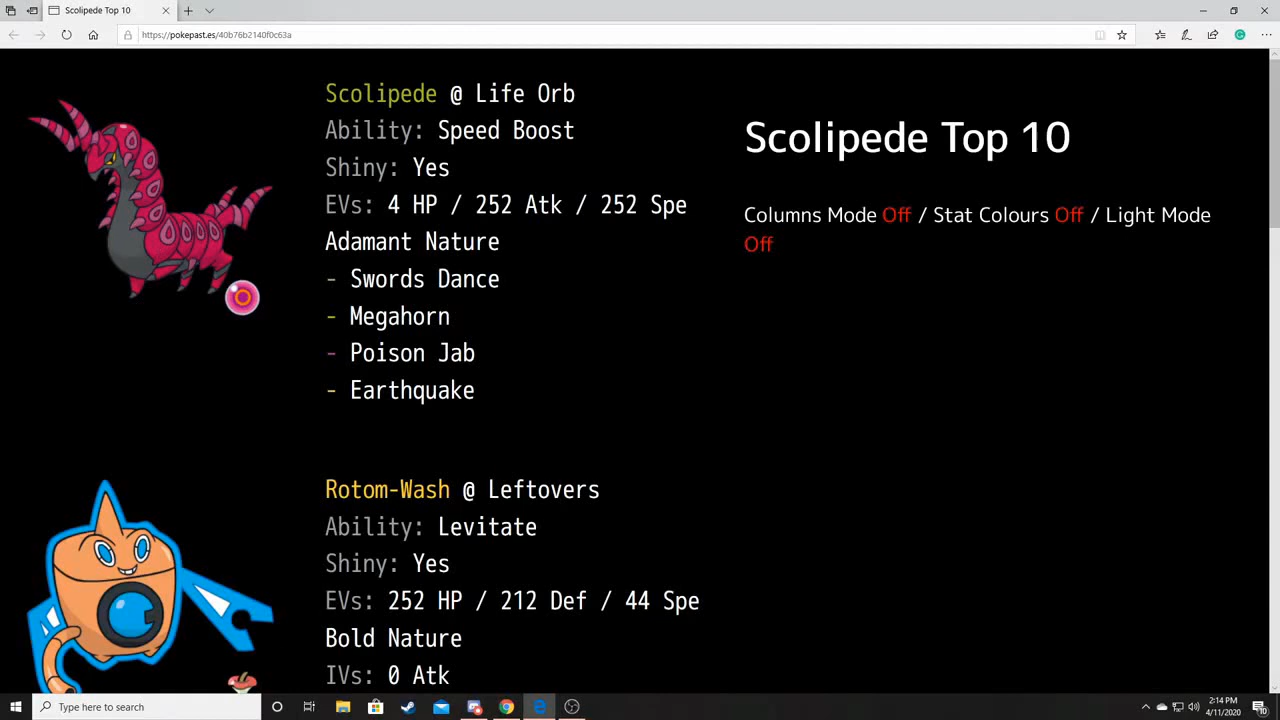 Scolipede Top 10
https://pokepast.es/40b76b2140f0c63a
Scolipede @ Life Orb
Ability: Speed Boost
Shiny: Yes
EVs: 4 HP / 252 Atk / 252 Spe
Adamant Nature
- Swords Dance
- Megahorn
- Poison Jab
- Earthquake
Scolipede Top 10
Columns Mode Off / Stat Colours Off / Light Mode
Off
Rotom-Wash @ Leftovers
Ability: Levitate
Shiny: Yes
EVs: 252 HP / 212 Def / 44 Spe
Bold Nature
IVs: 0 Atk
Type here to search
2:14 PM
4/11/2020